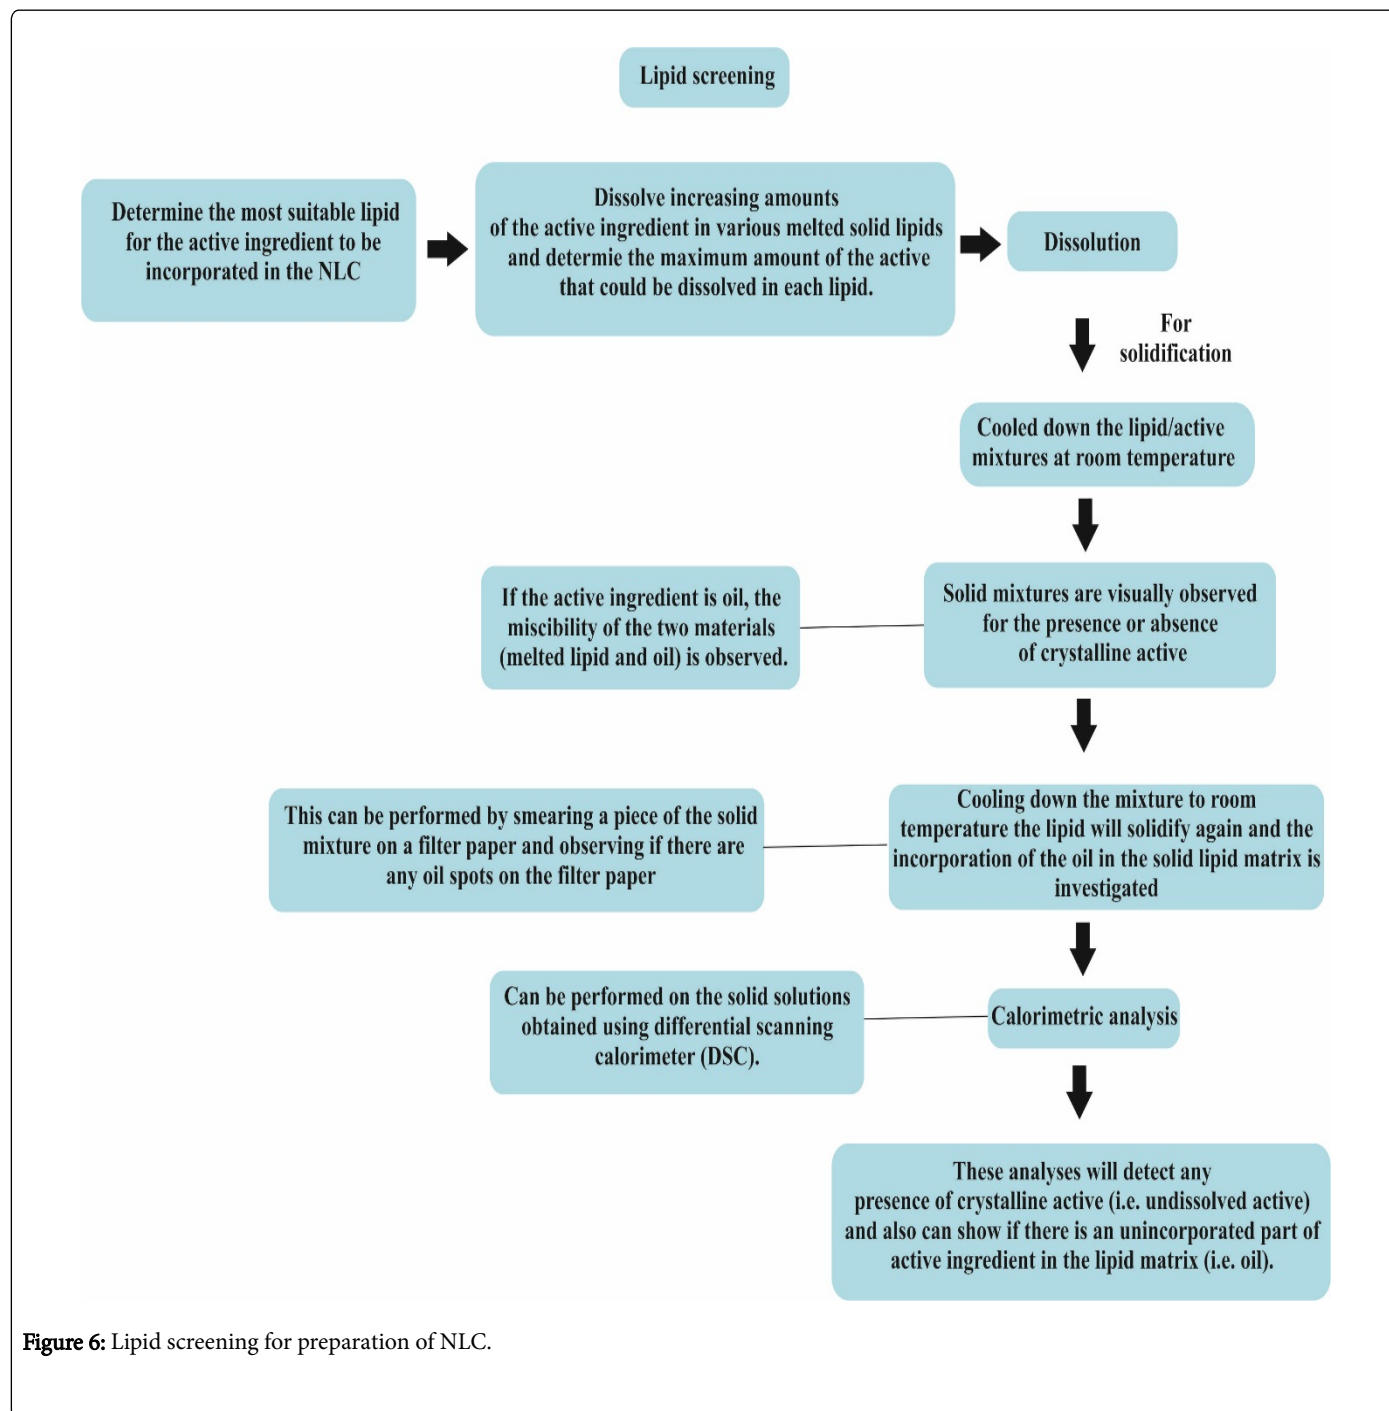 Lipid screening
Determine the most suitable lipid
for the active ingredient to be
incorporated in the NLC
Dissolve increasing amounts
of the active ingredient in various melted solid lipids
and determie the maximum amount of the active
that could be dissolved in each lipid.
Dissolution
For
solidification
Cooled down the lipid/active
mixtures at room temperature
If the active ingredient is oil, the
miscibility of the two materials
(melted lipid and oil) is observed.
Solid mixtures are visually observed
for the presence or absence
of crystalline active
This can be performed by smearing a piece of the solid
mixture on a filter paper and observing if there are
any oil spots on the filter paper
Cooling down the mixture to room
temperature the lipid will solidify again and the
incorporation of the oil in the solid lipid matrix is
investigated
Can be performed on the solid solutions
obtained using differential scanning
calorimeter (DSC).
Calorimetric analysis
These analyses will detect any
presence of crystalline active (i.e. undissolved active)
and also can show if there is an unincorporated part of
active ingredient in the lipid matrix (i.e. oil).
Figure 6: Lipid screening for preparation of NLC.